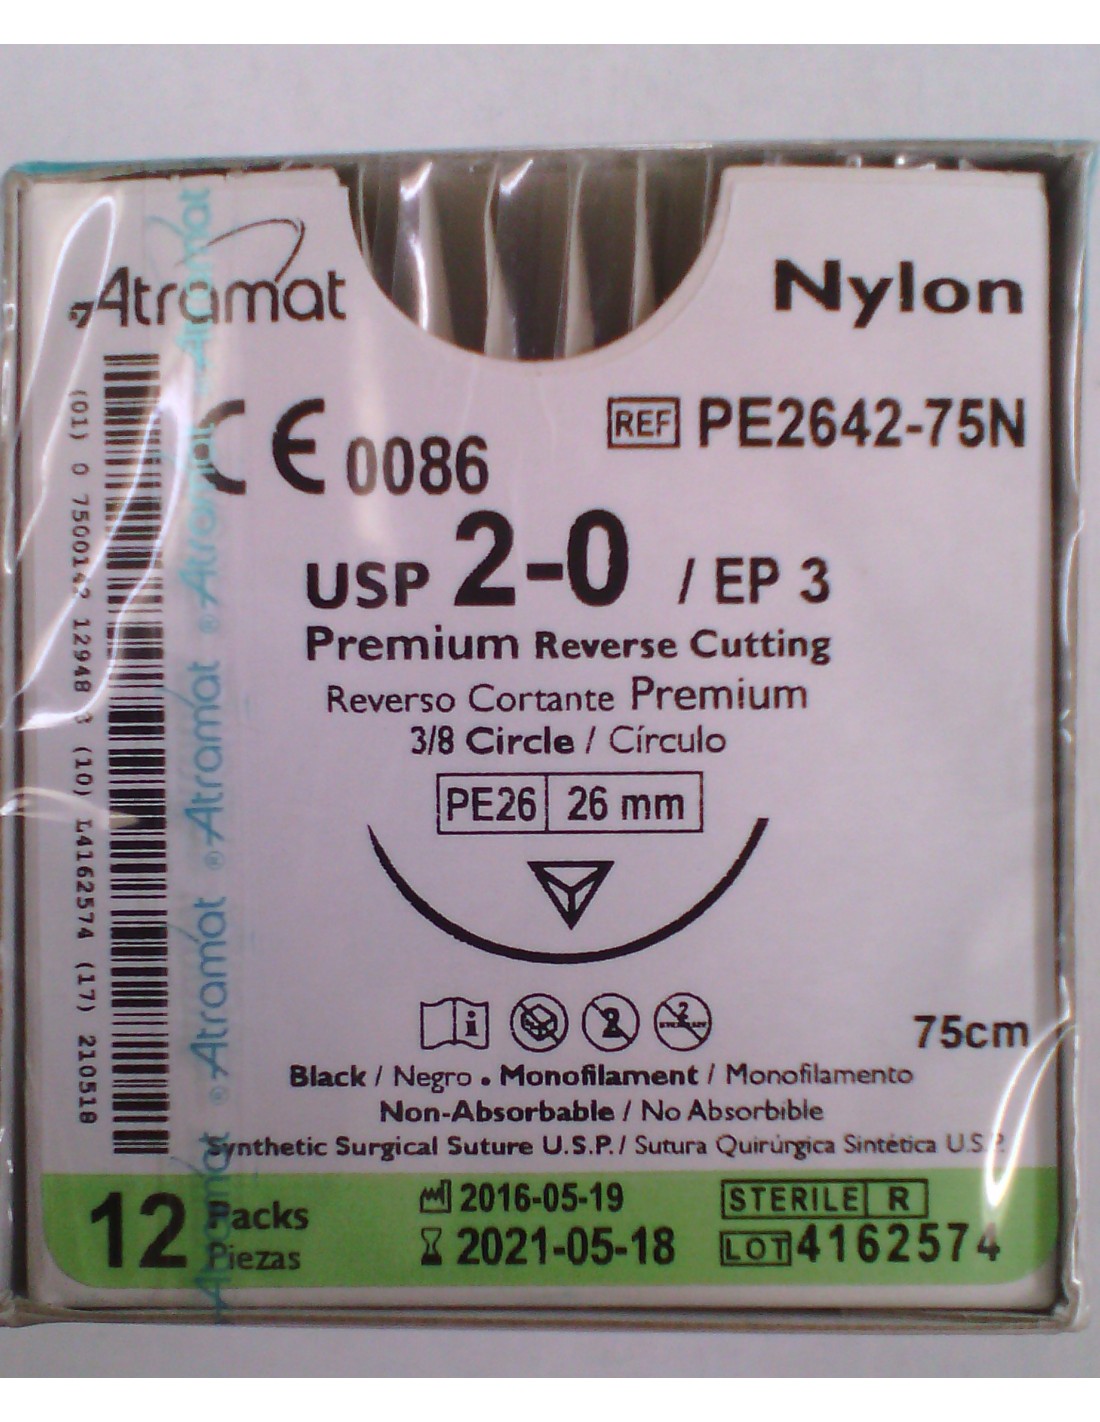 Atramat
Nylon
CE 0086
REF PE2642-75N
USP 2-0 / EP 3
Premium Reverse Cutting
Reverso Cortante Premium
3/8 Circle / Círculo
PE26 26 mm
75cm
Black / Negro • Monofilament / Monofilamento
Non-Absorbable / No Absorbible
Synthetic Surgical Suture U.S.P. / Sutura Quirúrgica Sintética U.S.P.
12 Packs
Piezas
2016-05-19
2021-05-18
STERILE R
LOT 4162574
(01) 0 7500142 12948 3 (10) L4162574 (17) 210518
®Atramat ®Atramat ®Atramat ®Atramat